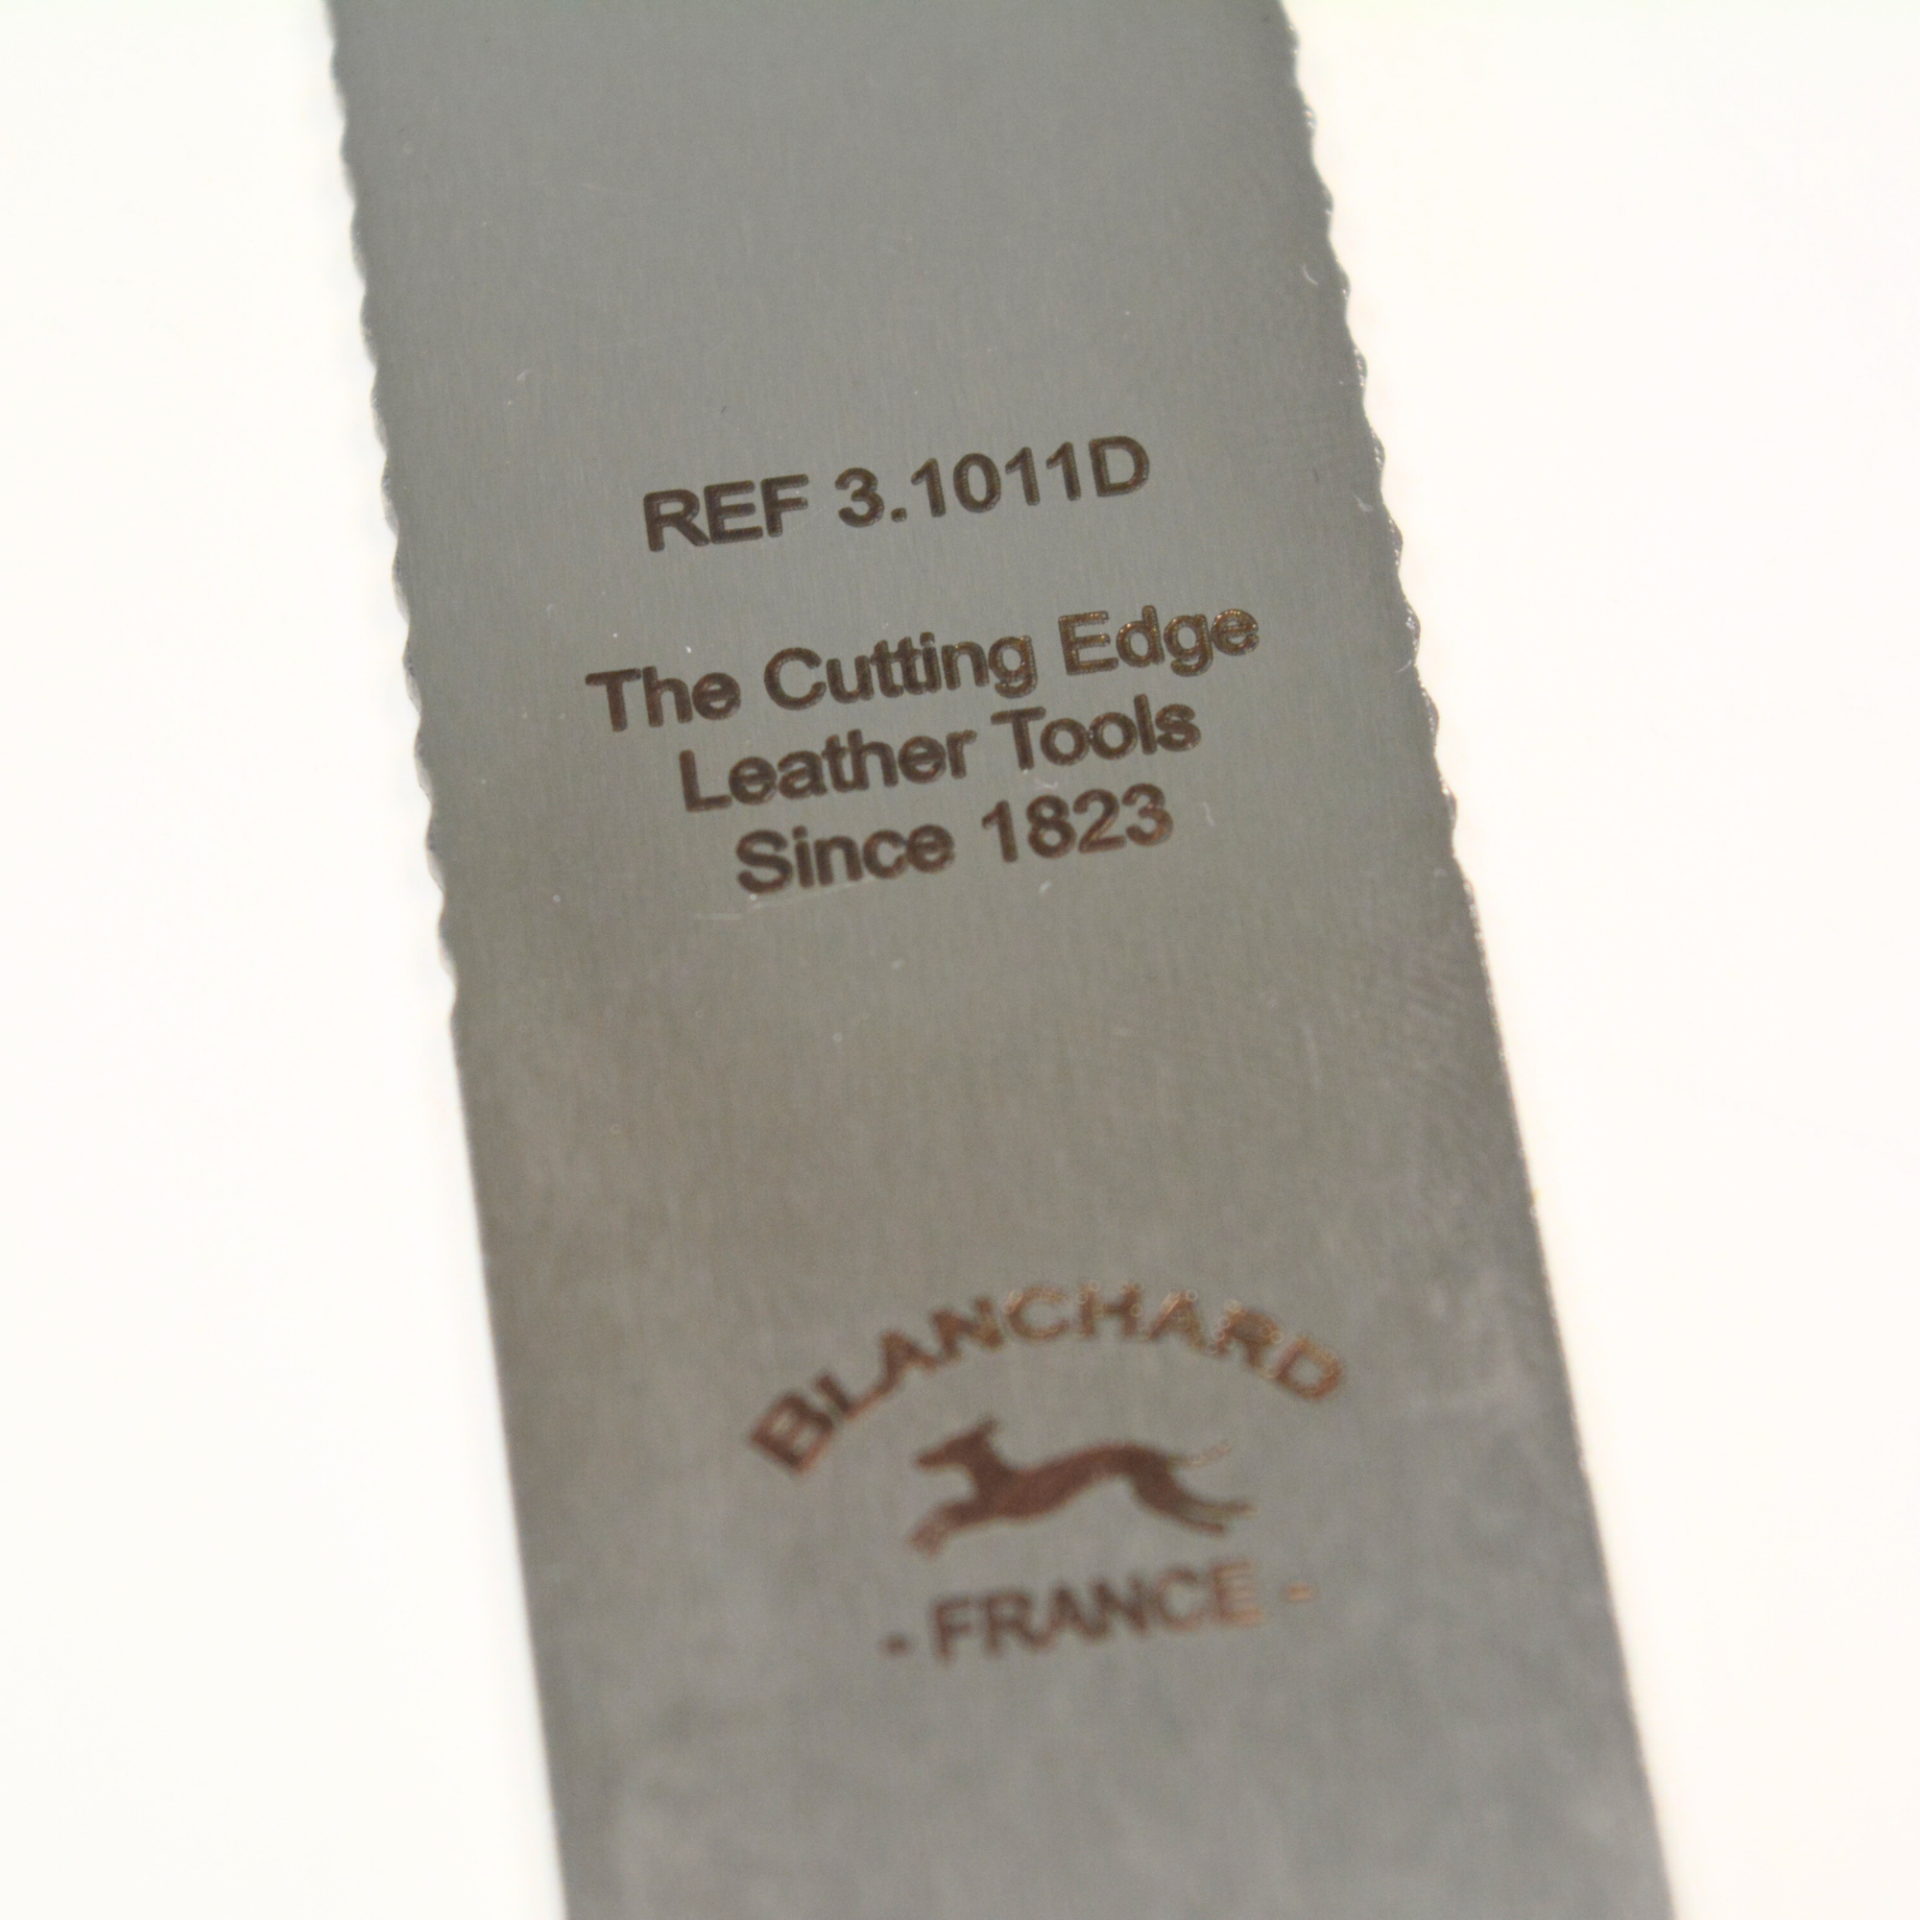 REF 3.1011D
The Cutting Edge
Leather Tools
Since 1823
BLANCHARD
- FRANCE -